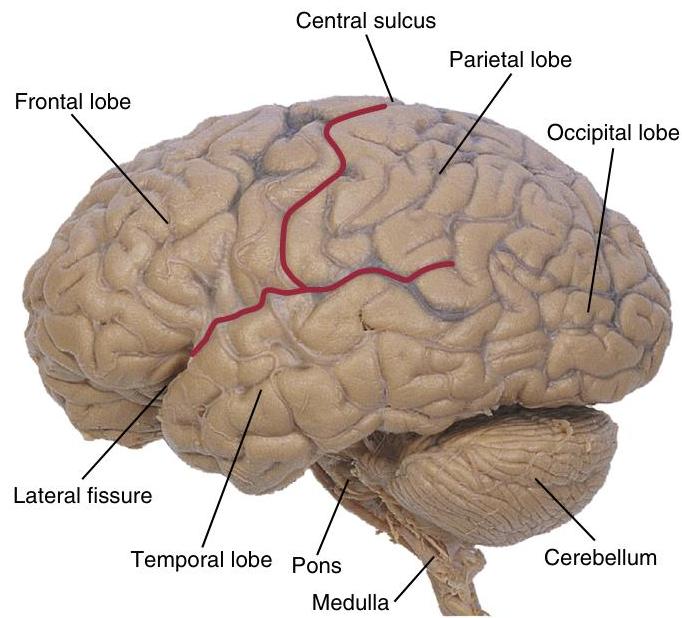 Central sulcus
Parietal lobe
Frontal lobe
Occipital lobe
Lateral fissure
Temporal lobe
Pons
Cerebellum
Medulla